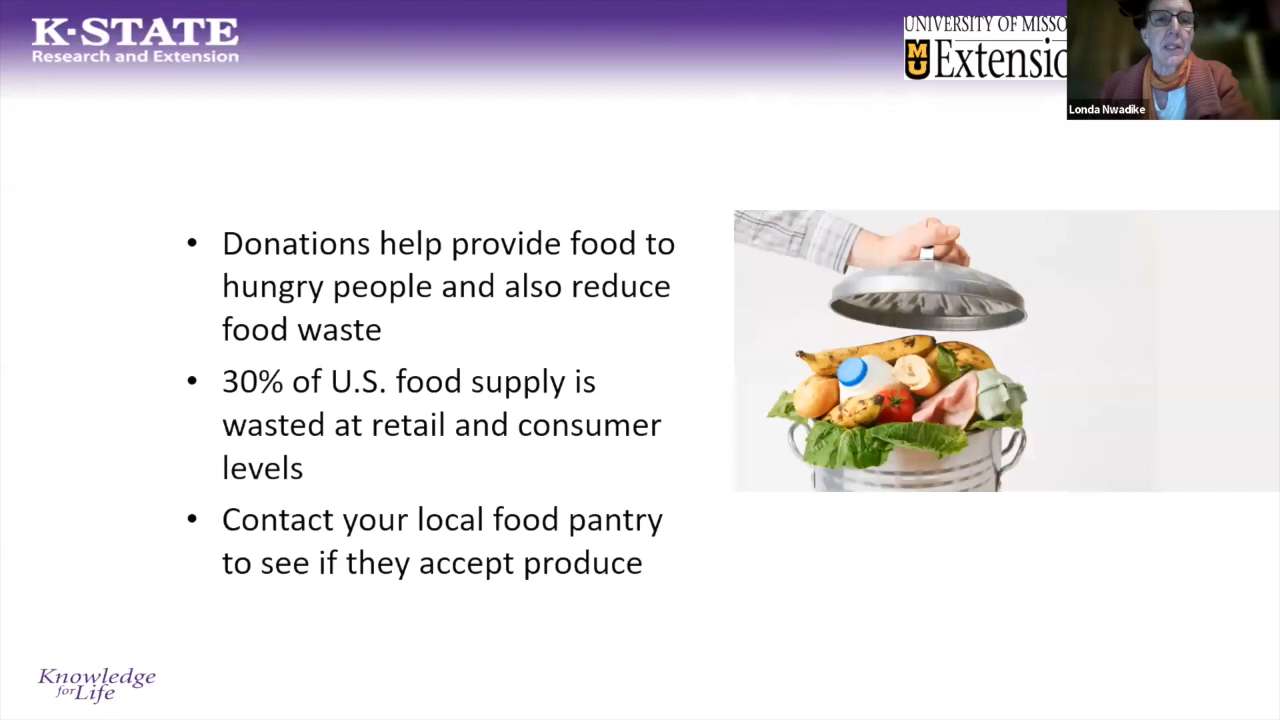 K-STATE
Research and Extension
UNIVERSITY OF MISSO
MU Extensio
Londa Nwadike
• Donations help provide food to
hungry people and also reduce
food waste
• 30% of U.S. food supply is
wasted at retail and consumer
levels
• Contact your local food pantry
to see if they accept produce
Knowledge
for Life